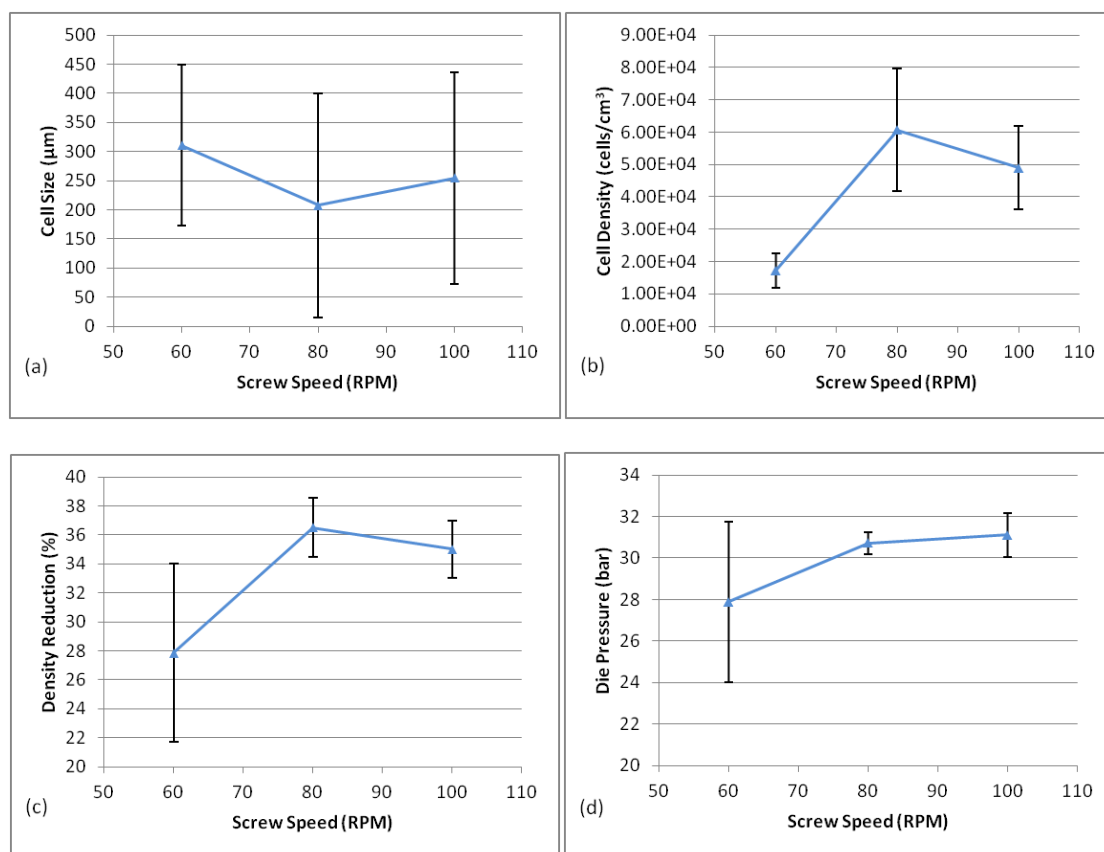 500
450
400
350
300
250
200
150
100
50
0
Cell Size (µm)
50 60 70 80 90 100 110
Screw Speed (RPM)
(a)
9.00E+04
8.00E+04
7.00E+04
6.00E+04
5.00E+04
4.00E+04
3.00E+04
2.00E+04
1.00E+04
0.00E+00
Cell Density (cells/cm³)
50 60 70 80 90 100 110
Screw Speed (RPM)
(b)
40
38
36
34
32
30
28
26
24
22
20
Density Reduction (%)
50 60 70 80 90 100 110
Screw Speed (RPM)
(c)
34
32
30
28
26
24
22
20
Die Pressure (bar)
50 60 70 80 90 100 110
Screw Speed (RPM)
(d)